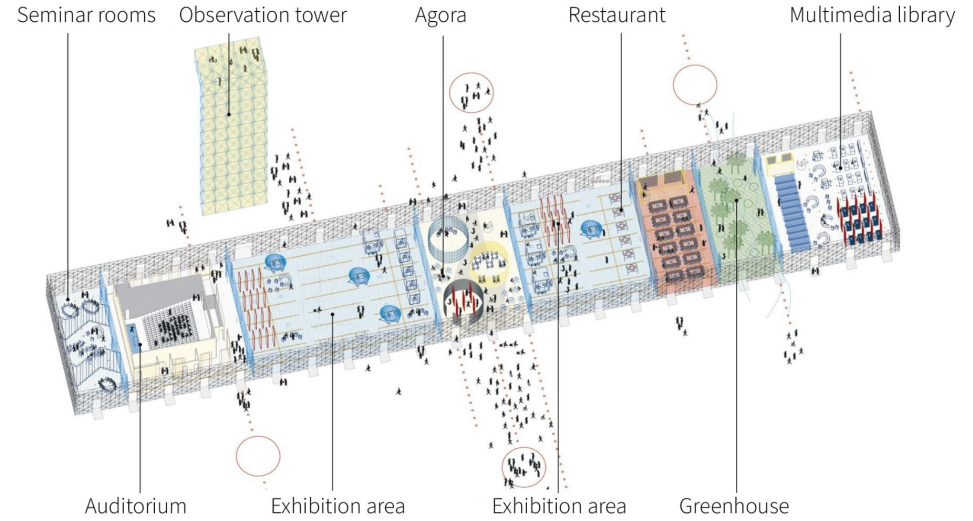 Seminar rooms
Observation tower
Agora
Restaurant
Multimedia library
Auditorium
Exhibition area
Exhibition area
Greenhouse